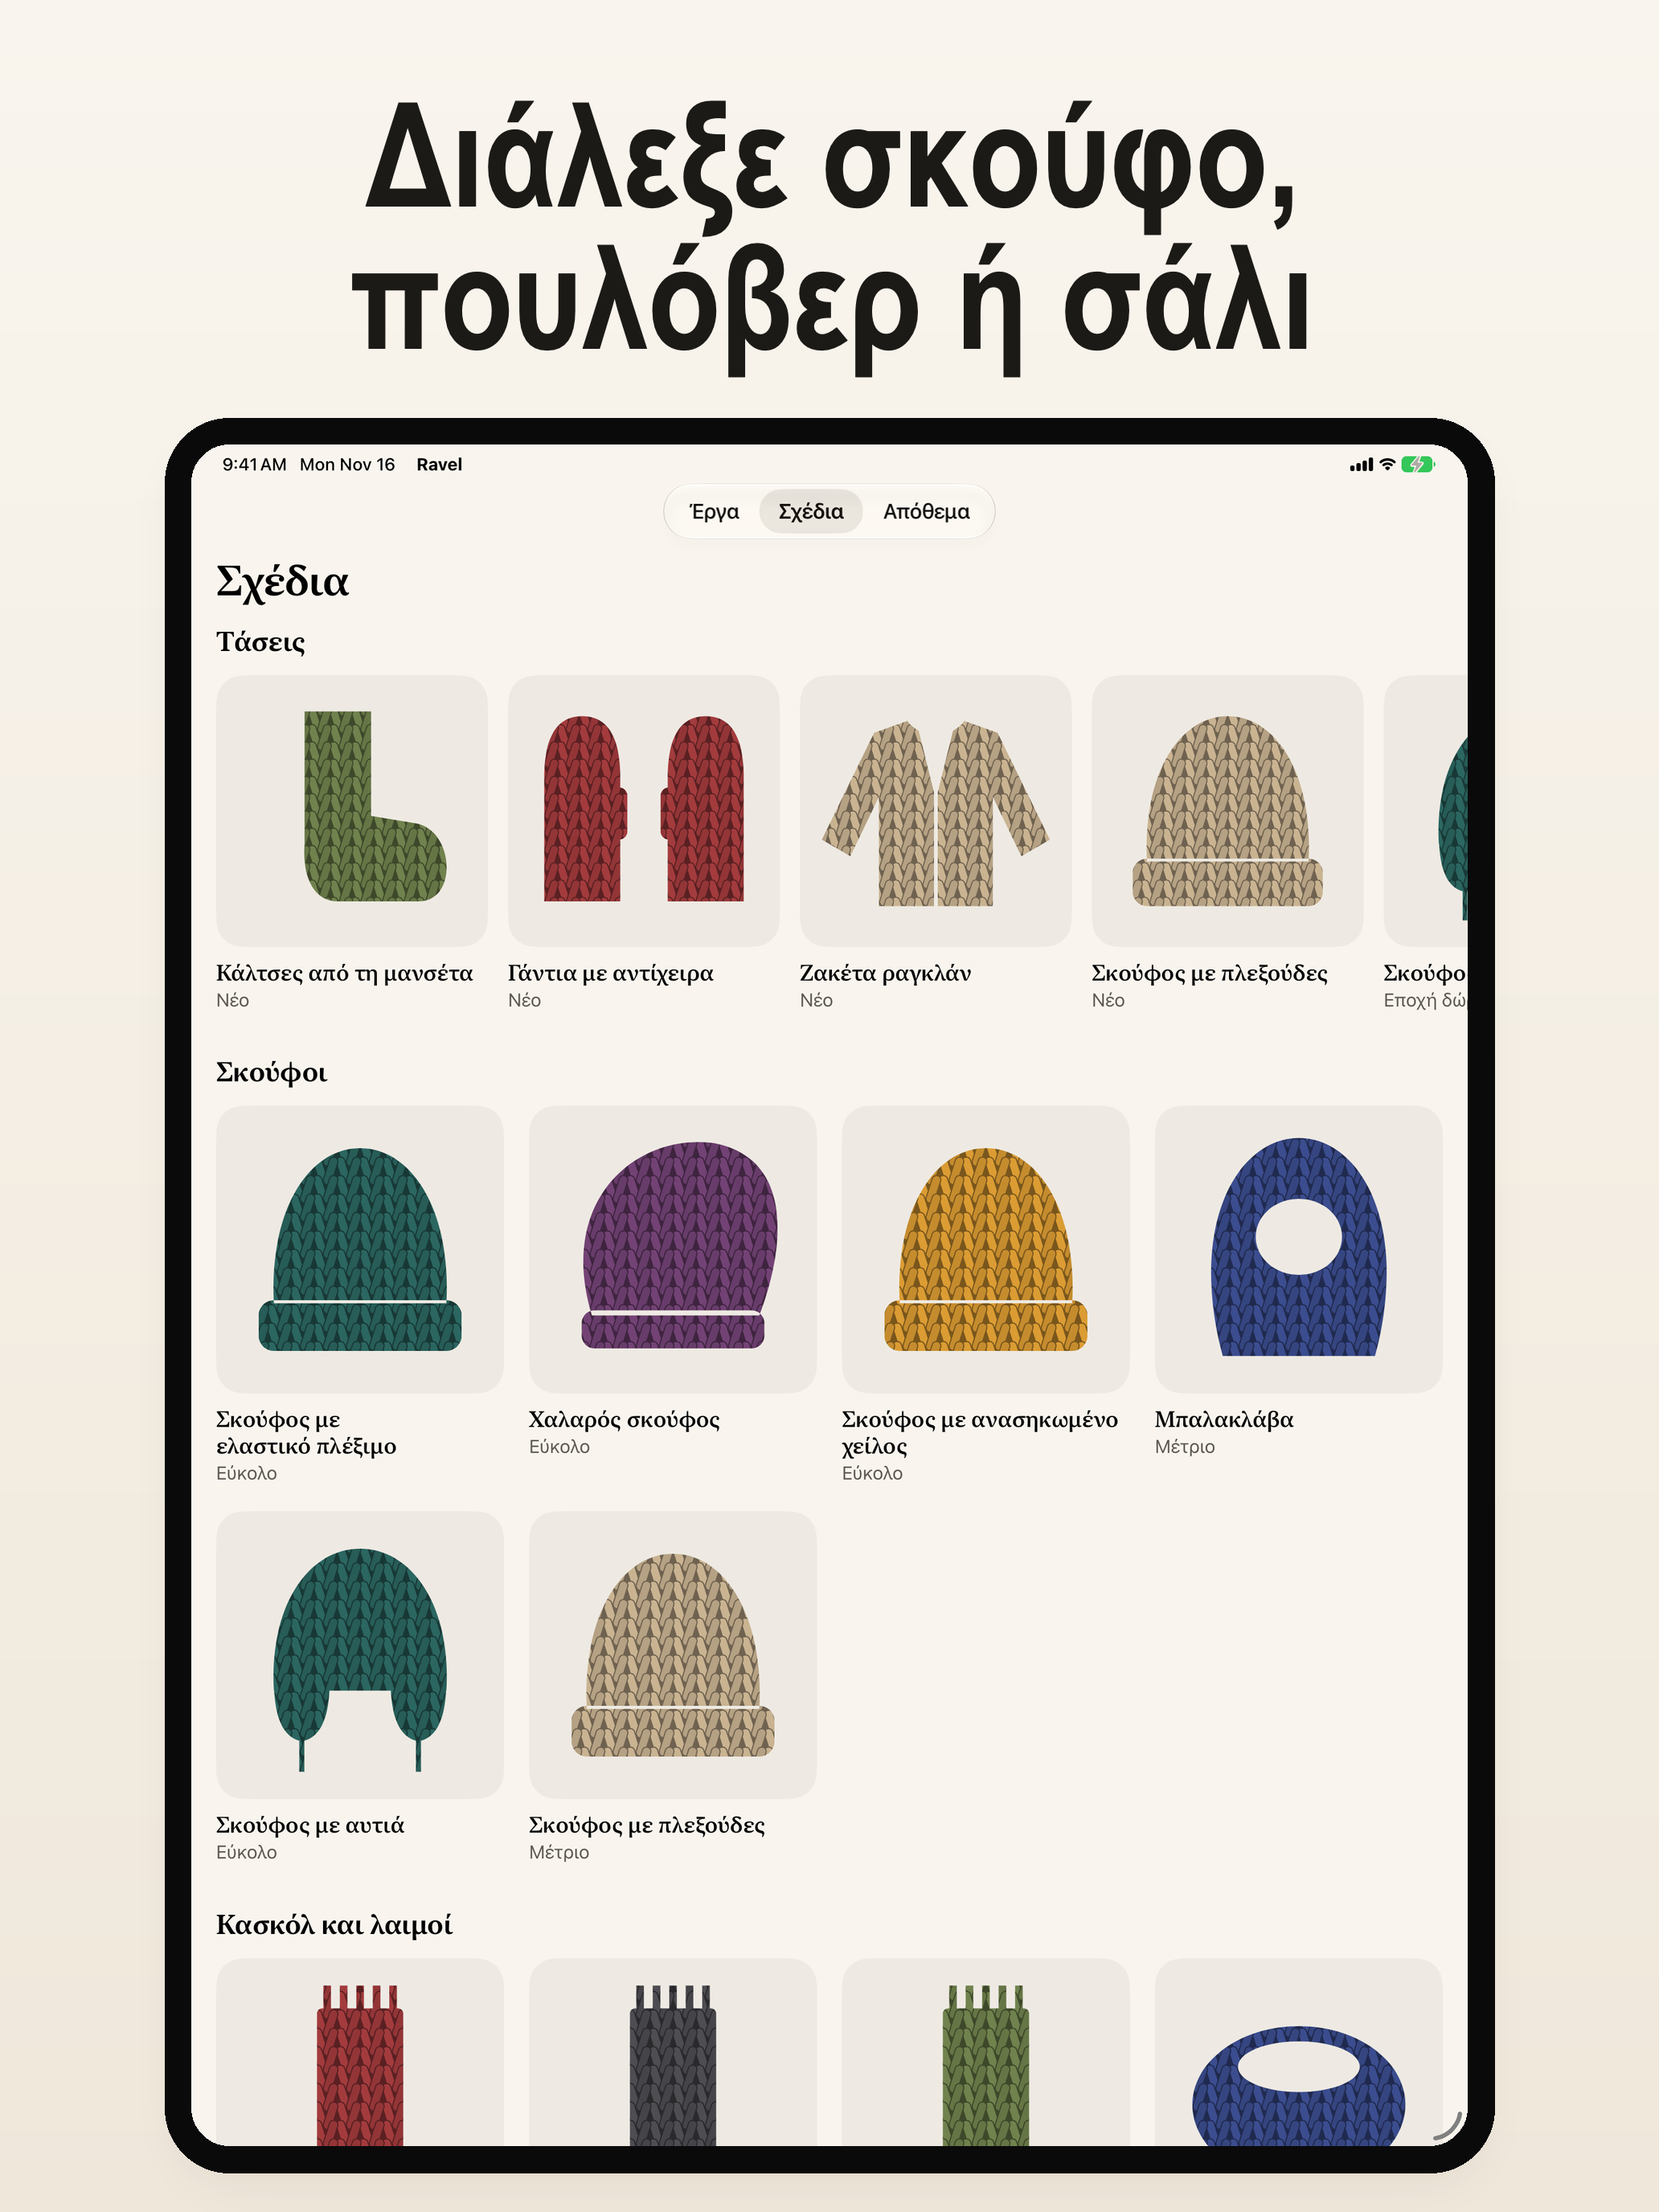 Διάλεξε σκούφο,
πουλόβερ ή σάλι
9:41 AM Mon Nov 16 Ravel
Έργα Σχέδια Απόθεμα
Σχέδια
Τάσεις
Κάλτσες από τη μανσέτα
Νέο
Γάντια με αντίχειρα
Νέο
Ζακέτα ραγκλάν
Νέο
Σκούφος με πλεξούδες
Νέο
Σκούφο
Εποχή
Σκούφοι
Σκούφος με
ελαστικό πλέξιμο
Εύκολο
Χαλαρός σκούφος
Εύκολο
Σκούφος με ανασηκωμένο
χείλος
Εύκολο
Μπαλακλάβα
Μέτριο
Σκούφος με αυτιά
Εύκολο
Σκούφος με πλεξούδες
Μέτριο
Κασκόλ και λαιμοί